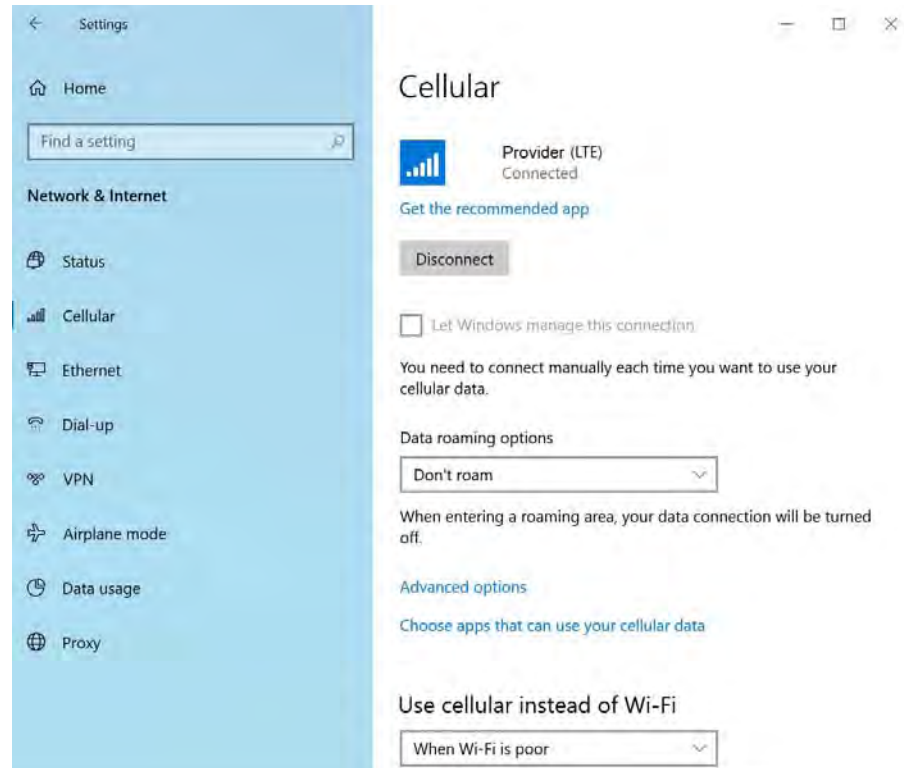 Settings
Home
Find a setting
Network & Internet
Status
Cellular
Ethernet
Dial-up
VPN
Airplane mode
Data usage
Proxy
Cellular
Provider (LTE)
Connected
Get the recommended app
Disconnect
Let Windows manage this connection
You need to connect manually each time you want to use your
cellular data.
Data roaming options
Don't roam
When entering a roaming area, your data connection will be turned
off.
Advanced options
Choose apps that can use your cellular data
Use cellular instead of Wi-Fi
When Wi-Fi is poor